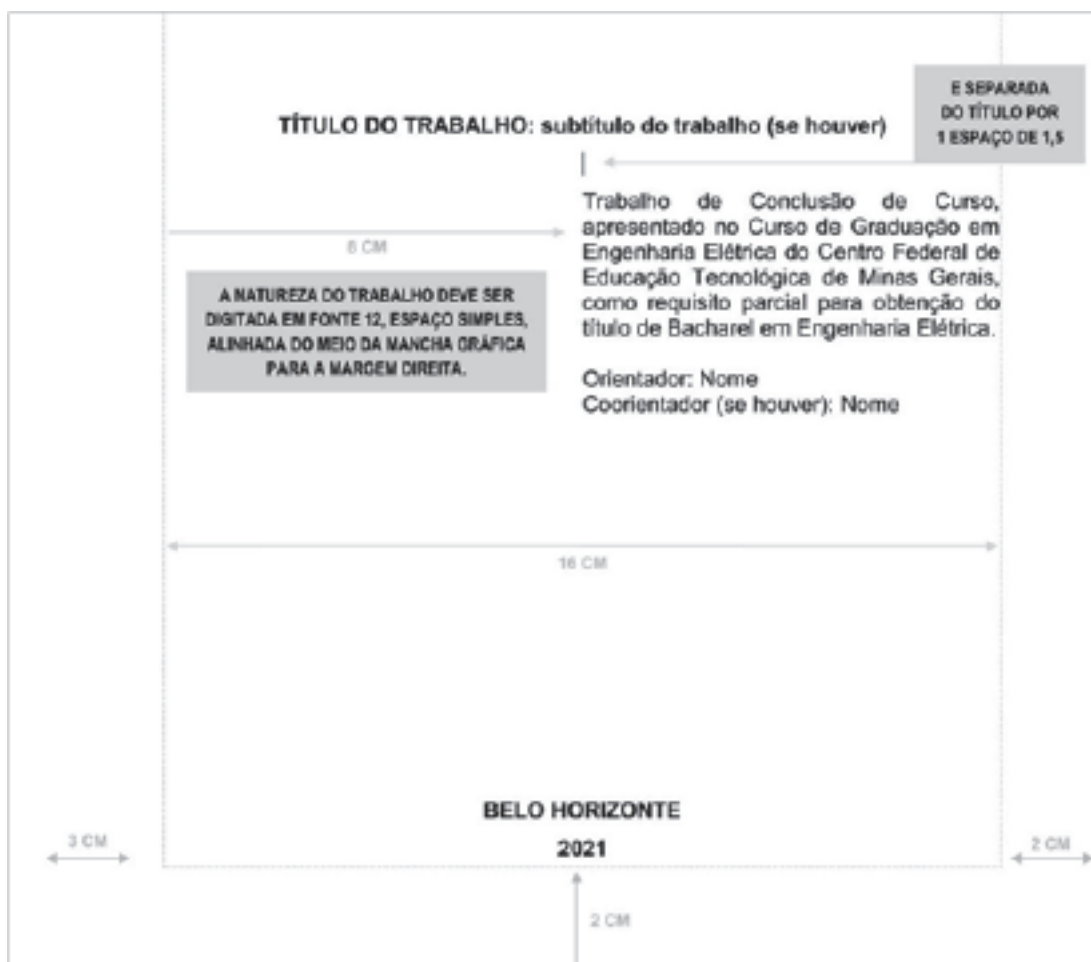 E SEPARADA
DO TÍTULO POR
1 ESPAÇO DE 1,5
TÍTULO DO TRABALHO: subtítulo do trabalho (se houver)
Trabalho de Conclusão de Curso,
apresentado no Curso de Graduação em
Engenharia Elétrica do Centro Federal de
Educação Tecnológica de Minas Gerais,
como requisito parcial para obtenção do
título de Bacharel em Engenharia Elétrica.
8 CM
A NATUREZA DO TRABALHO DEVE SER
DIGITADA EM FONTE 12, ESPAÇO SIMPLES,
ALINHADA DO MEIO DA MANCHA GRÁFICA
PARA A MARGEM DIREITA.
Orientador: Nome
Coorientador (se houver): Nome
16 CM
BELO HORIZONTE
2021
3 CM
2 CM
2 CM